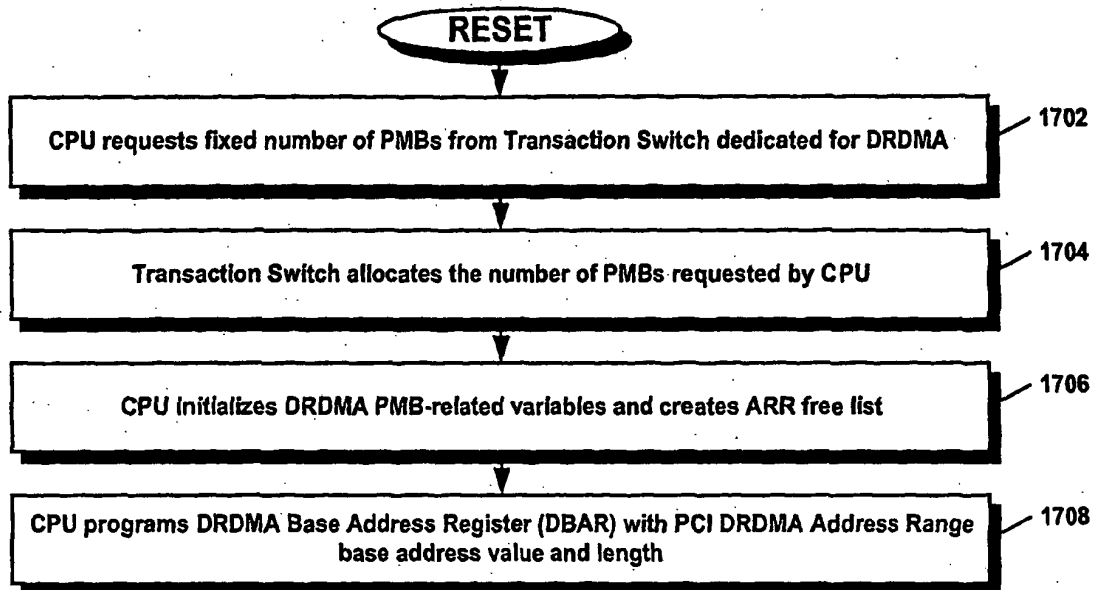 RESET
CPU requests fixed number of PMBs from Transaction Switch dedicated for DRDMA
1702
Transaction Switch allocates the number of PMBs requested by CPU
1704
CPU initializes DRDMA PMB-related variables and creates ARR free list
1706
CPU programs DRDMA Base Address Register (DBAR) with PCI DRDMA Address Range
base address value and length
1708